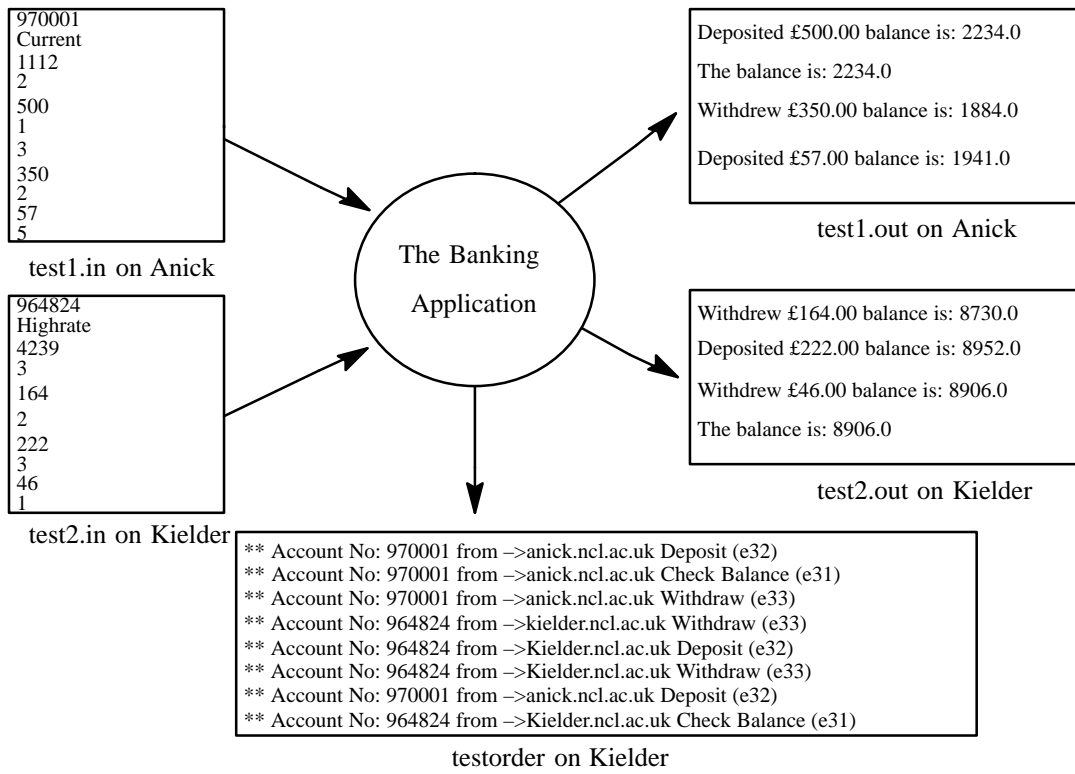 970001
Current
1112
2
500
1
3
350
2
57
5
test1.in on Anick
964824
Highrate
4239
3
164
2
222
3
46
1
test2.in on Kielder
The Banking
Application
Deposited £500.00 balance is: 2234.0
The balance is: 2234.0
Withdrew £350.00 balance is: 1884.0
Deposited £57.00 balance is: 1941.0
test1.out on Anick
Withdrew £164.00 balance is: 8730.0
Deposited £222.00 balance is: 8952.0
Withdrew £46.00 balance is: 8906.0
The balance is: 8906.0
test2.out on Kielder
** Account No: 970001 from –>anick.ncl.ac.uk Deposit (e32)
** Account No: 970001 from –>anick.ncl.ac.uk Check Balance (e31)
** Account No: 970001 from –>anick.ncl.ac.uk Withdraw (e33)
** Account No: 964824 from –>kielder.ncl.ac.uk Withdraw (e33)
** Account No: 964824 from –>Kielder.ncl.ac.uk Deposit (e32)
** Account No: 964824 from –>Kielder.ncl.ac.uk Withdraw (e33)
** Account No: 970001 from –>anick.ncl.ac.uk Deposit (e32)
** Account No: 964824 from –>Kielder.ncl.ac.uk Check Balance (e31)
testorder on Kielder